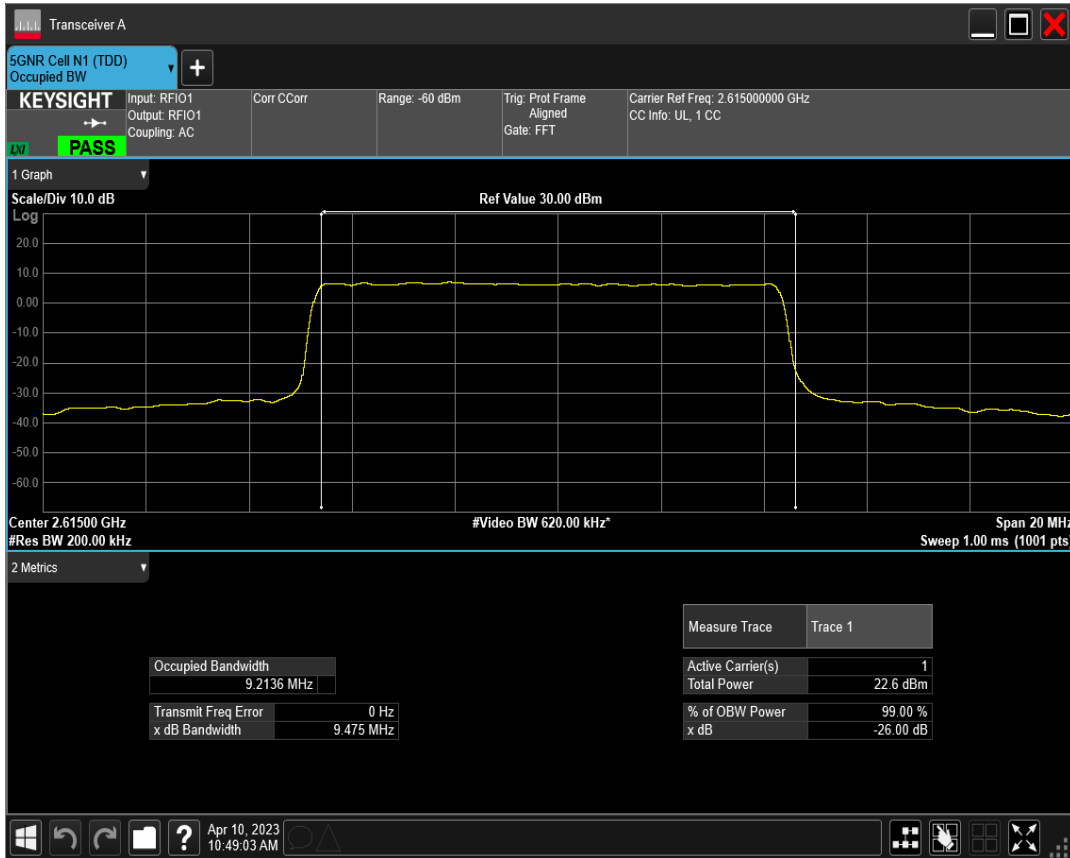 Transceiver A
5GNR Cell N1 (TDD)
Occupied BW
+
KEYSIGHT
LXI
PASS
Input: RFIO1
Output: RFIO1
Coupling: AC
Corr CCorr
Range: -60 dBm
Trig: Prot Frame
Aligned
Gate: FFT
Carrier Ref Freq: 2.615000000 GHz
CC Info: UL, 1 CC
1 Graph
Scale/Div 10.0 dB
Ref Value 30.00 dBm
Log
20.0
10.0
0.00
-10.0
-20.0
-30.0
-40.0
-50.0
-60.0
Center 2.61500 GHz
#Video BW 620.00 kHz*
Span 20 MHz
#Res BW 200.00 kHz
Sweep 1.00 ms (1001 pts)
2 Metrics
Measure Trace Trace 1
Occupied Bandwidth
9.2136 MHz
Active Carrier(s) 1
Total Power 22.6 dBm
Transmit Freq Error 0 Hz
x dB Bandwidth 9.475 MHz
% of OBW Power 99.00 %
x dB -26.00 dB
?
Apr 10, 2023
10:49:03 AM